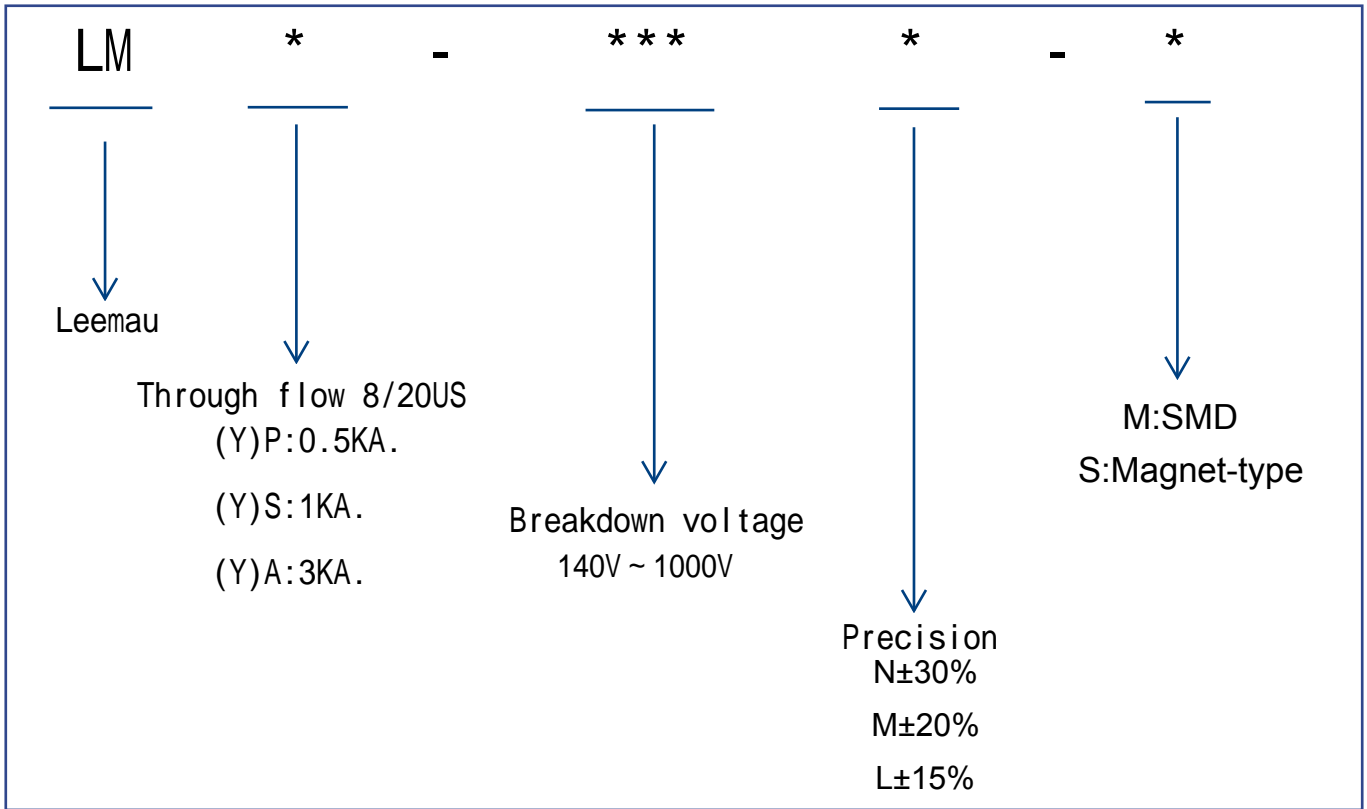 LM * - *** * - *
Leemau
Through flow 8/20US
(Y)P:0.5KA.
(Y)S:1KA.
(Y)A:3KA.
Breakdown voltage
140V ~ 1000V
Precision
N±30%
M±20%
L±15%
M:SMD
S:Magnet-type